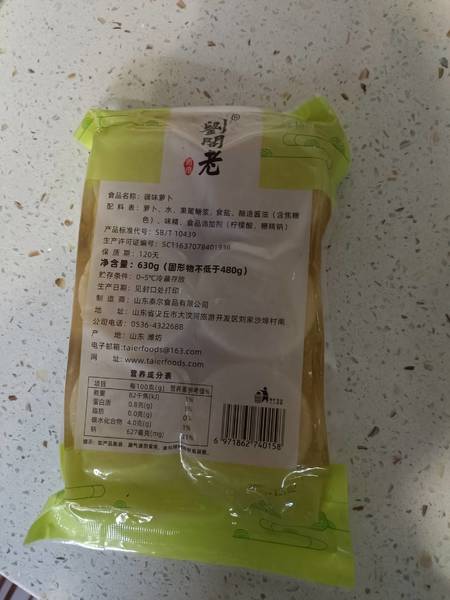 劉閤老
食品名称：调味萝卜
配 料 表：萝卜、水、果葡糖浆、食盐、酿造酱油（含焦糖
色）、味精、食品添加剂（柠檬酸、糖精钠）
产品标准代号：SB/T 10439
生产许可证编号：SC11637078401938
保 质 期：120天
净含量：630g（固形物不低于480g）
贮存条件：0~5℃冷藏存放
生产日期：见封口处打印
制 造 商：山东泰尔食品有限公司
地 址：山东省安丘市大汶河旅游开发区刘家沙埠村南
公司电话：0536-4322688
产 地：山东 潍坊
电子邮箱:taierfoods@163.com
网 址：www.taierfoods.com
营养成分表
项目 每100克(g) 营养素参考值%
能量 82千焦(kJ) 1%
蛋白质 0.8克(g) 1%
脂肪 0.0克(g) 0%
碳水化合物 4.0克(g) 1%
钠 627毫克(mg) 31%
6 971862 740158